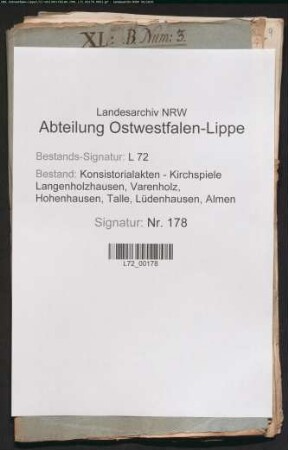 XL: B. Num: 3.
Landesarchiv NRW
Abteilung Ostwestfalen-Lippe
Bestands-Signatur: L 72
Bestand: Konsistorialakten - Kirchspiele
Langenholzhausen, Varenholz,
Hohenhausen, Talle, Lüdenhausen, Almen
Signatur: Nr. 178
L72_00178